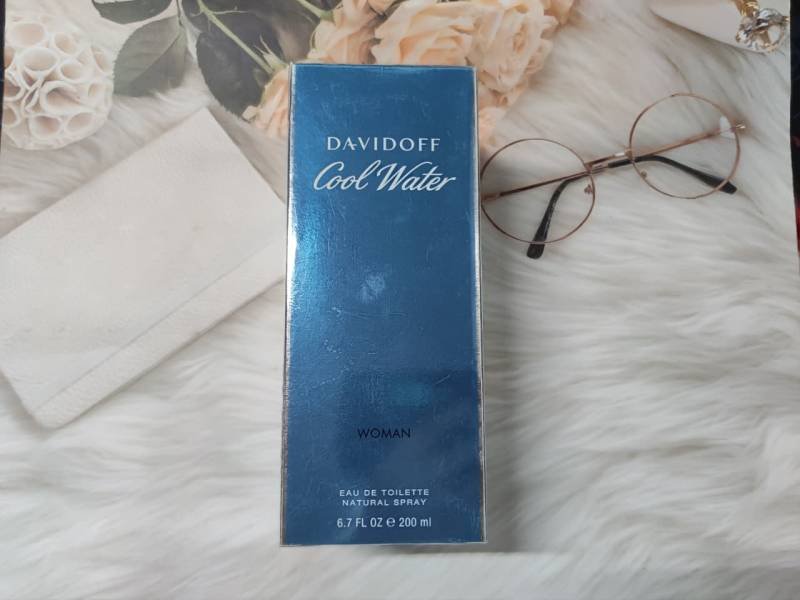 DAVIDOFF
Cool Water
WOMAN
EAU DE TOILETTE
NATURAL SPRAY
6.7 FL OZ ℮ 200 ml